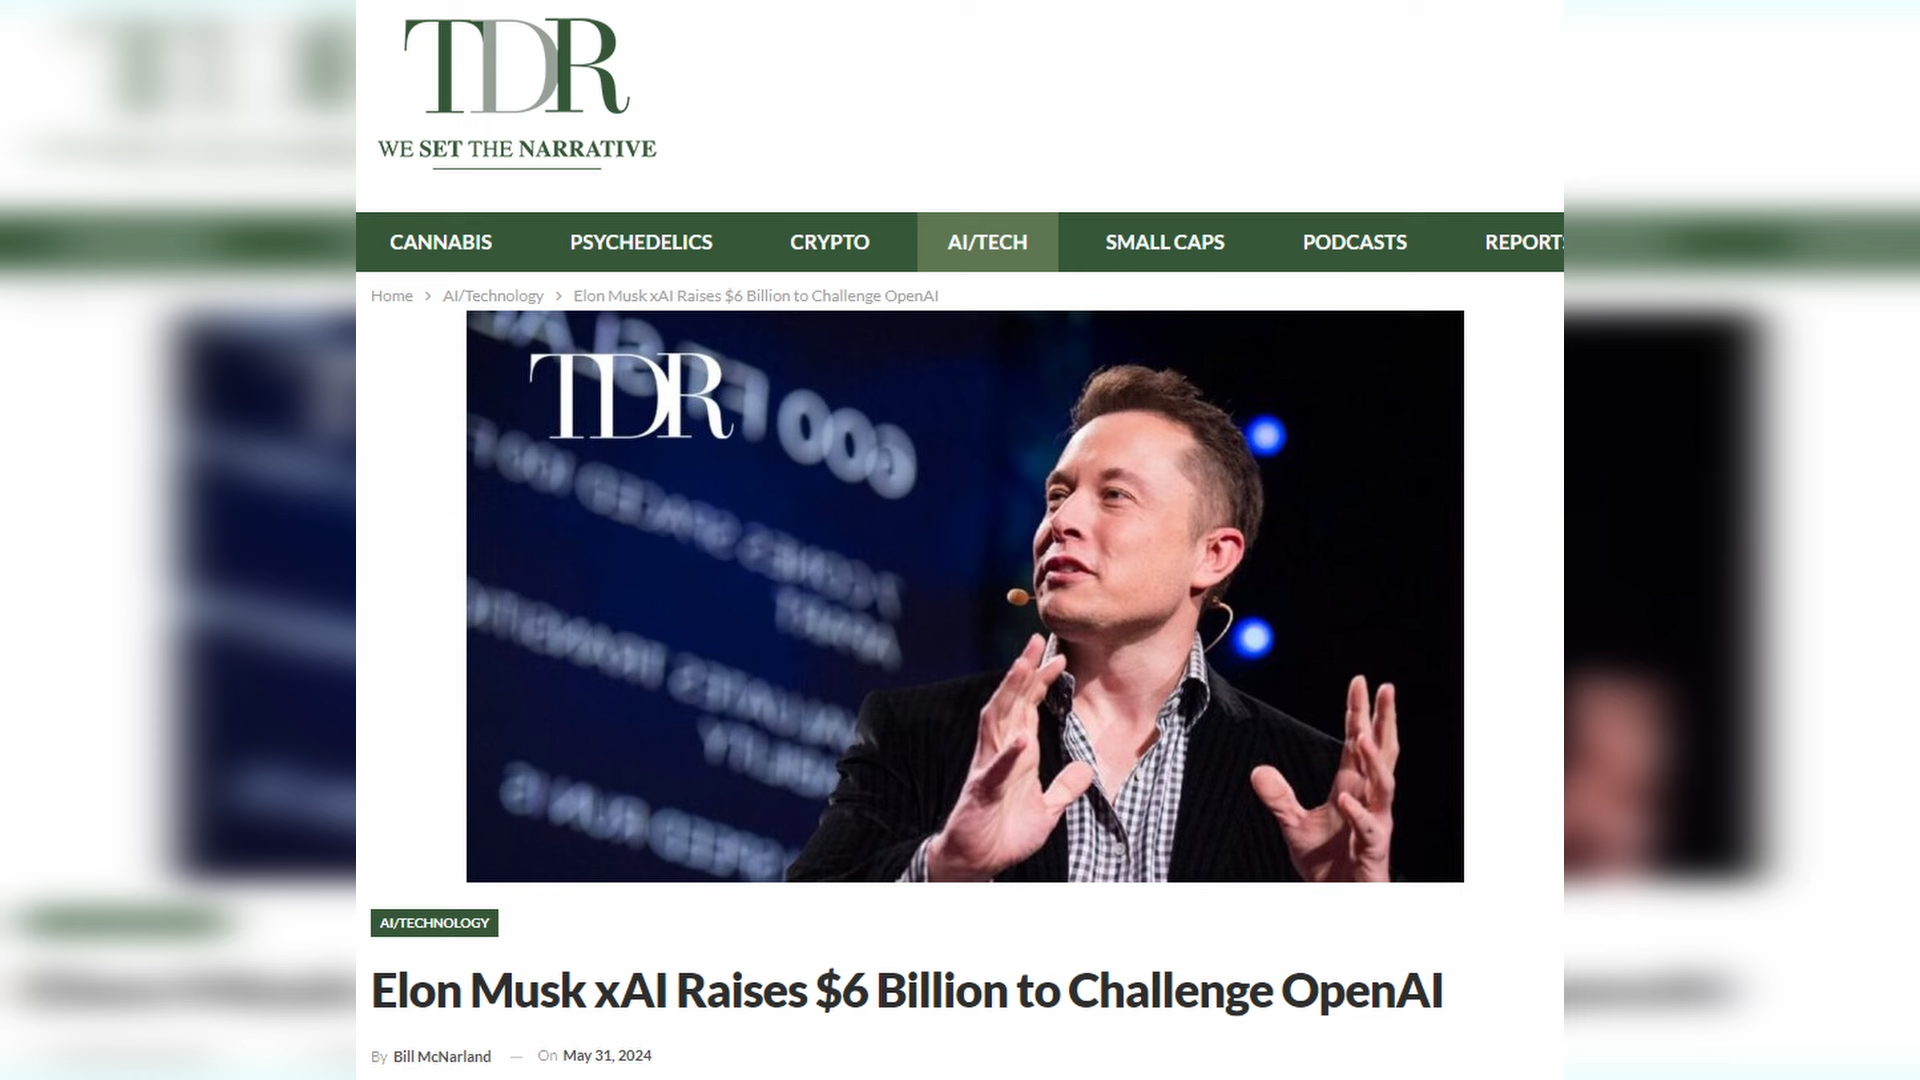 TDR
WE SET THE NARRATIVE
CANNABIS PSYCHEDELICS CRYPTO AI/TECH SMALL CAPS PODCASTS REPORTS
Home > AI/Technology > Elon Musk xAI Raises $6 Billion to Challenge OpenAI
TDR
AI/TECHNOLOGY
Elon Musk xAI Raises $6 Billion to Challenge OpenAI
By Bill McNarland — On May 31, 2024